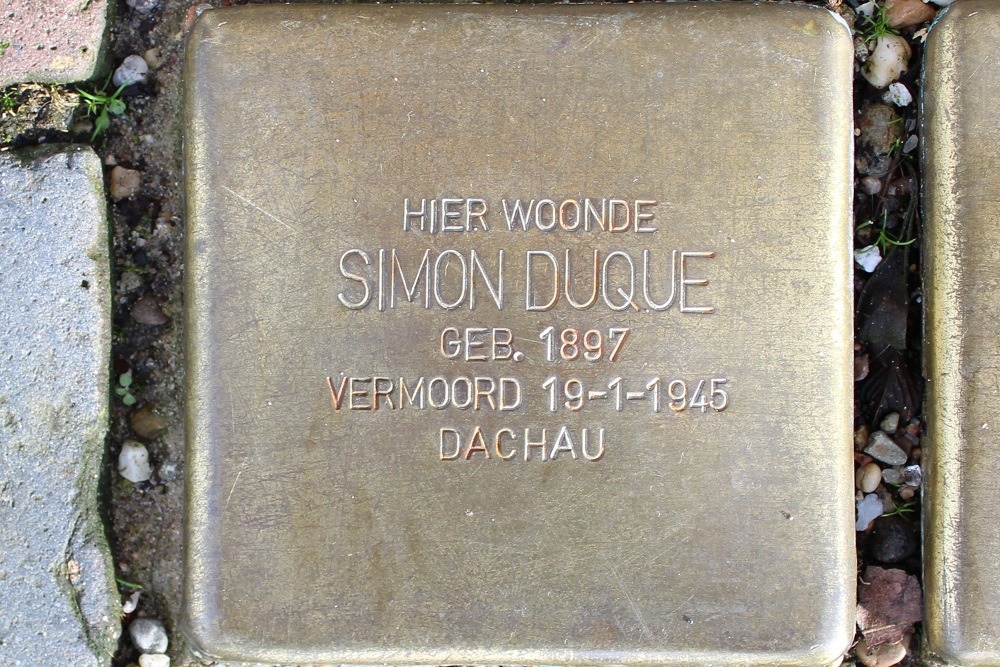 HIER WOONDE
SIMON DUQUE
GEB. 1897
VERMOORD 19-1-1945
DACHAU